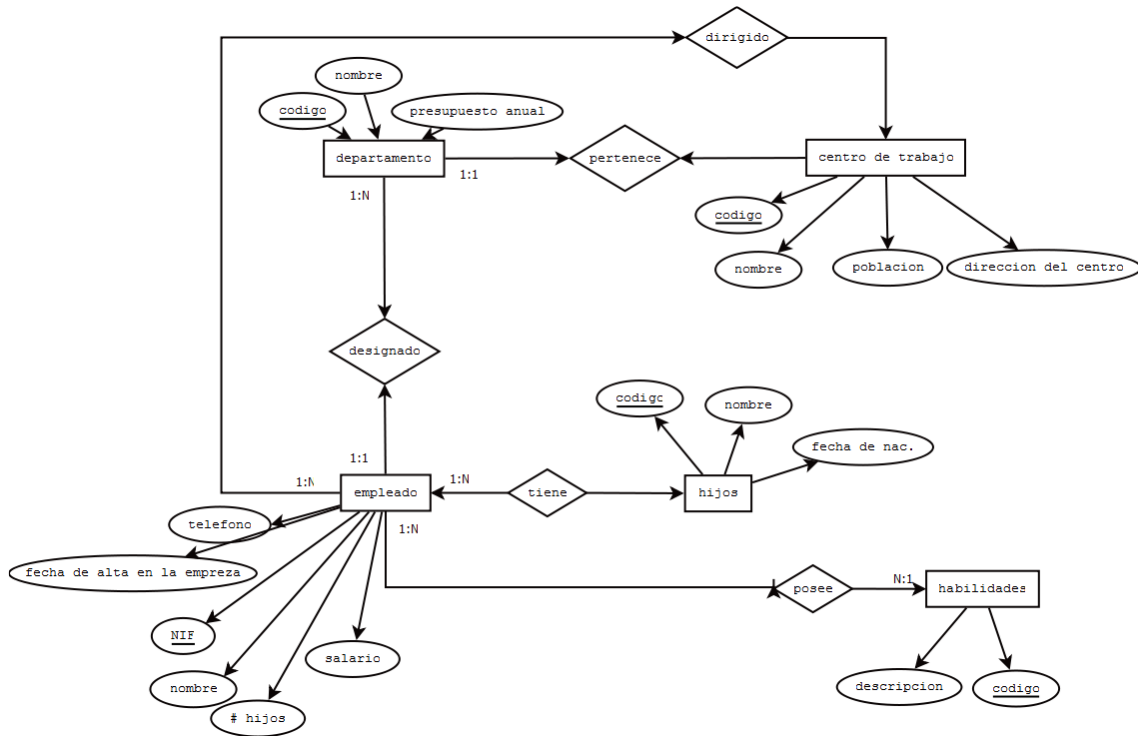 dirigido
nombre
codigo
presupuesto anual
departamento
1:1
pertenece
centro de trabajo
1:N
codigo
nombre
poblacion
direccion del centro
designado
codigc
nombre
fecha de nac.
1:1
1:N
empleado
1:N
tiene
hijos
telefono
1:N
fecha de alta en la empreza
posee
N:1
habilidades
NIF
salario
nombre
# hijos
descripcion
codigo